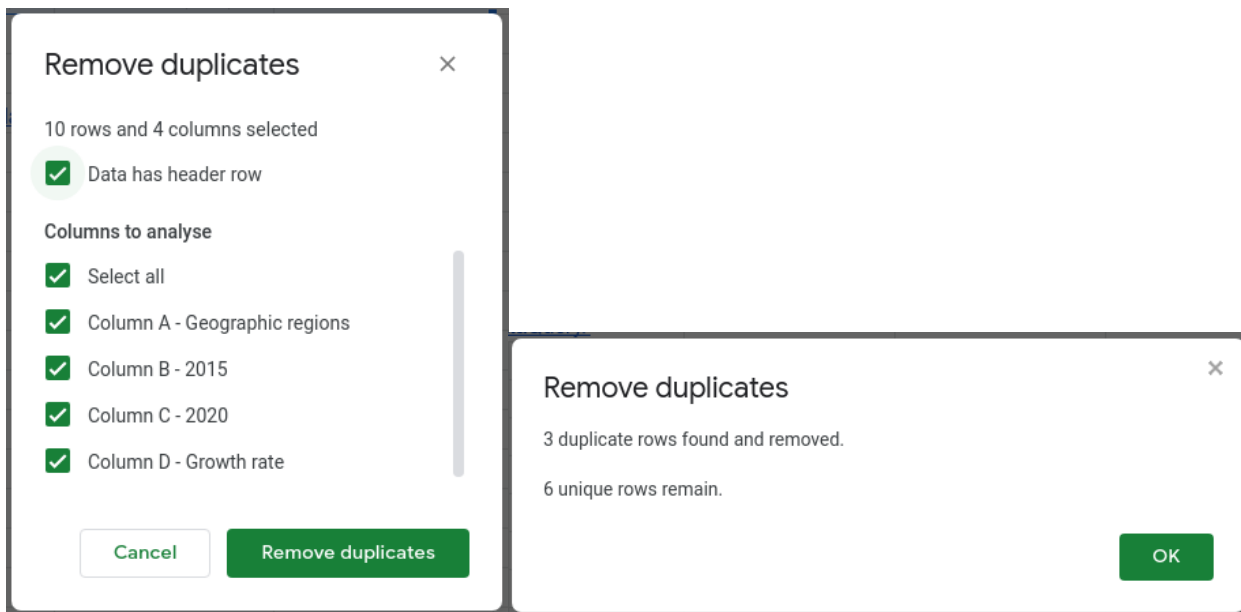 Remove duplicates
10 rows and 4 columns selected
Data has header row
Columns to analyse
Select all
Column A - Geographic regions
Column B - 2015
Column C - 2020
Column D - Growth rate
Cancel
Remove duplicates
Remove duplicates
3 duplicate rows found and removed.
6 unique rows remain.
OK